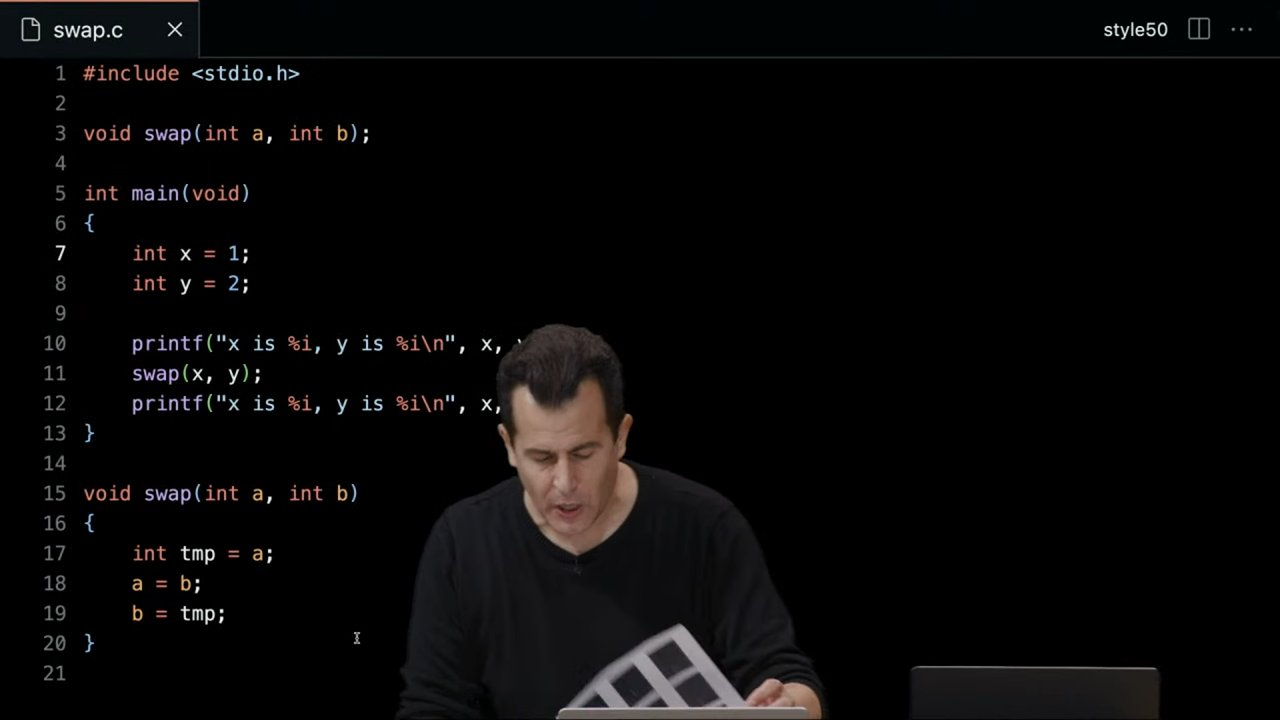 swap.c
style50
1 #include <stdio.h>
2
3 void swap(int a, int b);
4
5 int main(void)
6 {
7     int x = 1;
8     int y = 2;
9
10     printf("x is %i, y is %i\n", x,
11     swap(x, y);
12     printf("x is %i, y is %i\n", x,
13 }
14
15 void swap(int a, int b)
16 {
17     int tmp = a;
18     a = b;
19     b = tmp;
20 }
21